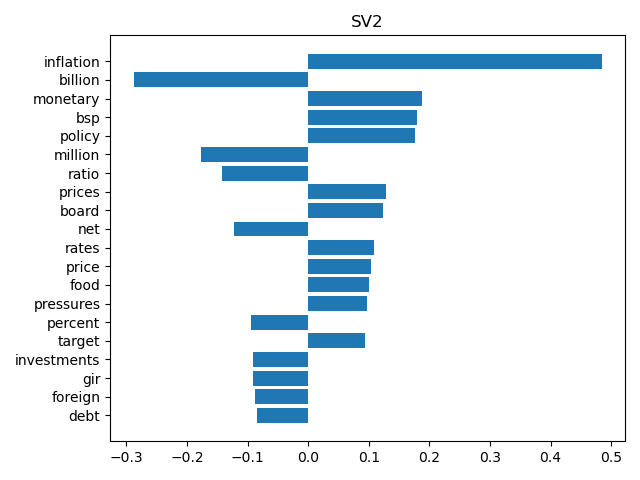 SV2
inflation
billion
monetary
bsp
policy
million
ratio
prices
board
net
rates
price
food
pressures
percent
target
investments
gir
foreign
debt
−0.3 −0.2 −0.1 0.0 0.1 0.2 0.3 0.4 0.5